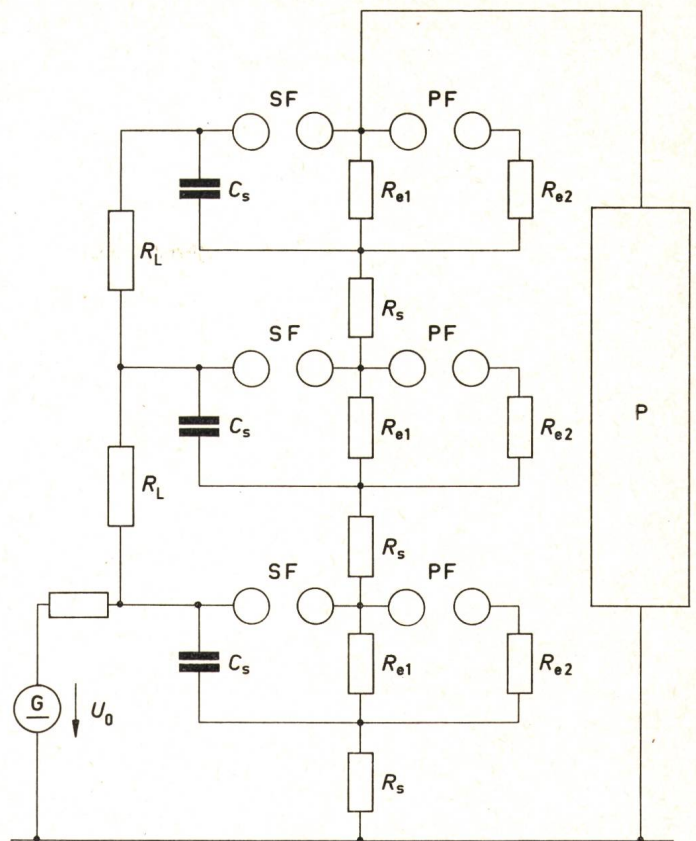 SF PF
C_s R_e1 R_e2
R_L
R_s
SF PF
C_s R_e1 R_e2 P
R_L
R_s
SF PF
C_s R_e1 R_e2
G U_0
R_s